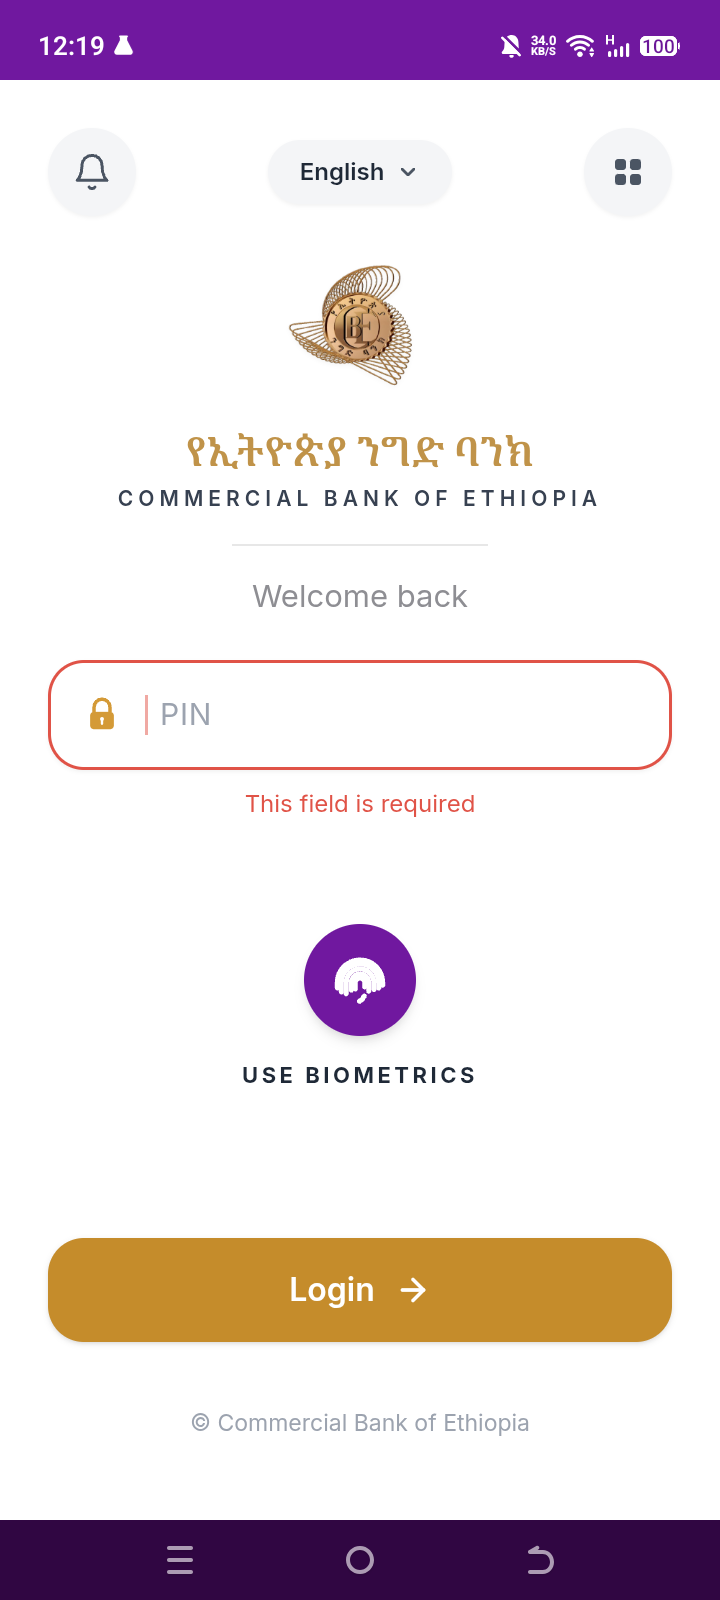 12:19
34.0
KB/S
H
100
English
የኢትዮጵያ ንግድ ባንክ
COMMERCIAL BANK OF ETHIOPIA
Welcome back
PIN
This field is required
USE BIOMETRICS
Login
© Commercial Bank of Ethiopia